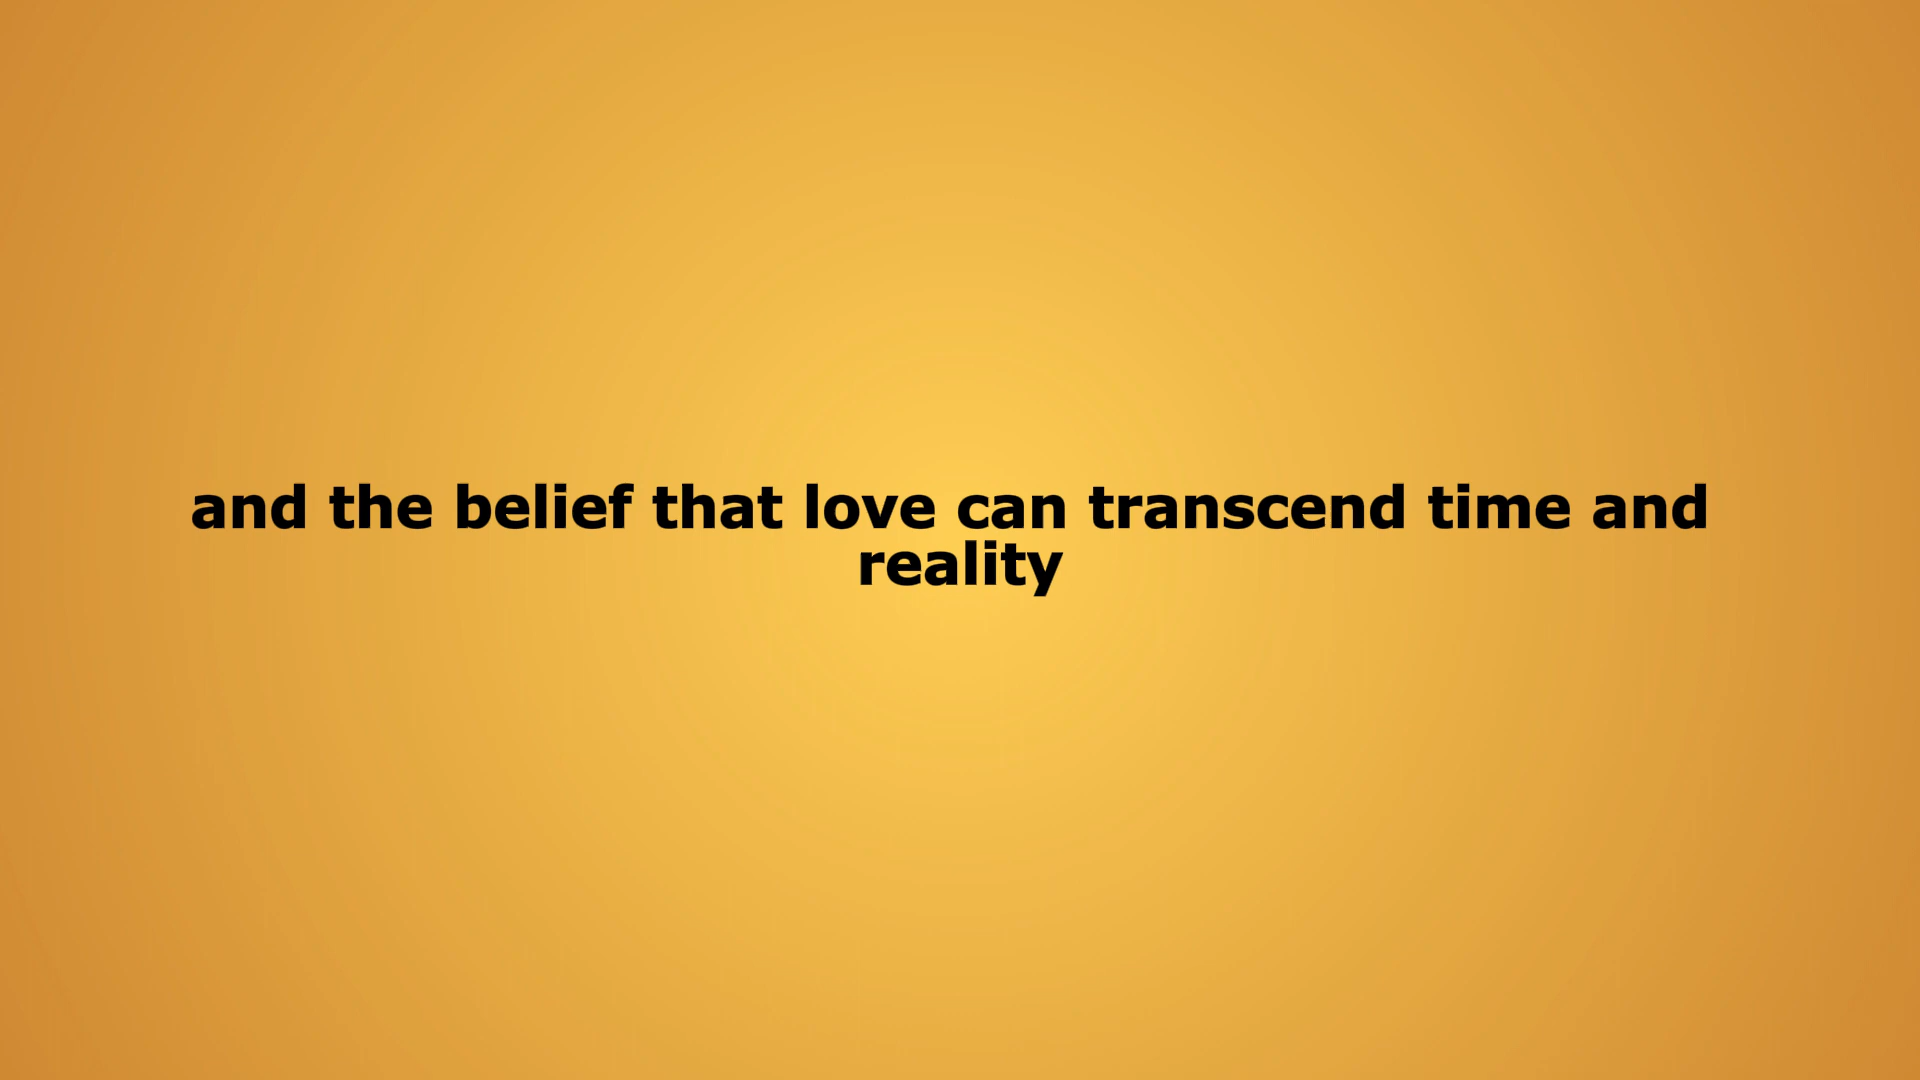 and the belief that love can transcend time and
reality